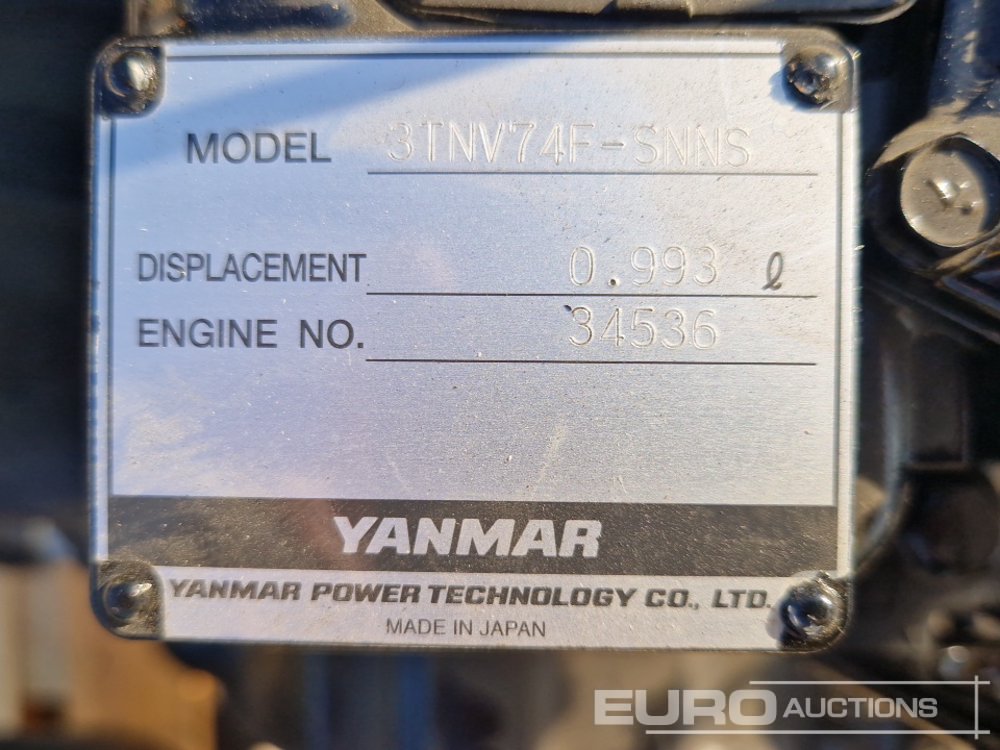 MODEL 3TNV74F-SNNS
DISPLACEMENT 0.993 ℓ
ENGINE NO. 34536
YANMAR
YANMAR POWER TECHNOLOGY CO., LTD.
MADE IN JAPAN
EURO AUCTIONS